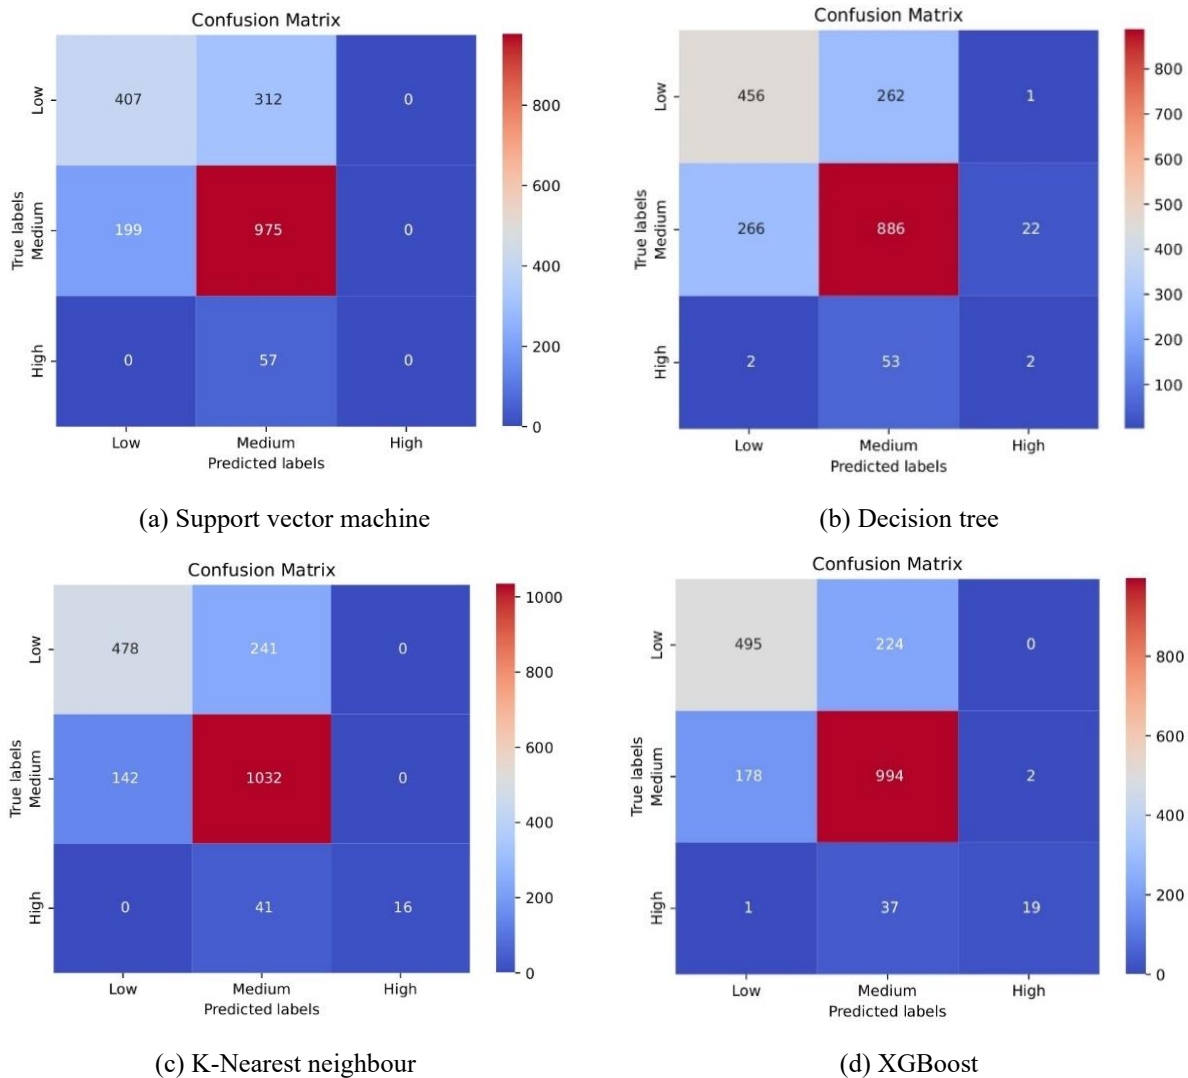 Confusion Matrix
Low 407 312 0
True labels
Medium 199 975 0
High 0 57 0
Low Medium High
Predicted labels
800
600
400
200
0
(a) Support vector machine
Confusion Matrix
Low 456 262 1
True labels
Medium 266 886 22
High 2 53 2
Low Medium High
Predicted labels
800
700
600
500
400
300
200
100
(b) Decision tree
Confusion Matrix
Low 478 241 0
True labels
Medium 142 1032 0
High 0 41 16
Low Medium High
Predicted labels
1000
800
600
400
200
0
(c) K-Nearest neighbour
Confusion Matrix
Low 495 224 0
True labels
Medium 178 994 2
High 1 37 19
Low Medium High
Predicted labels
800
600
400
200
0
(d) XGBoost